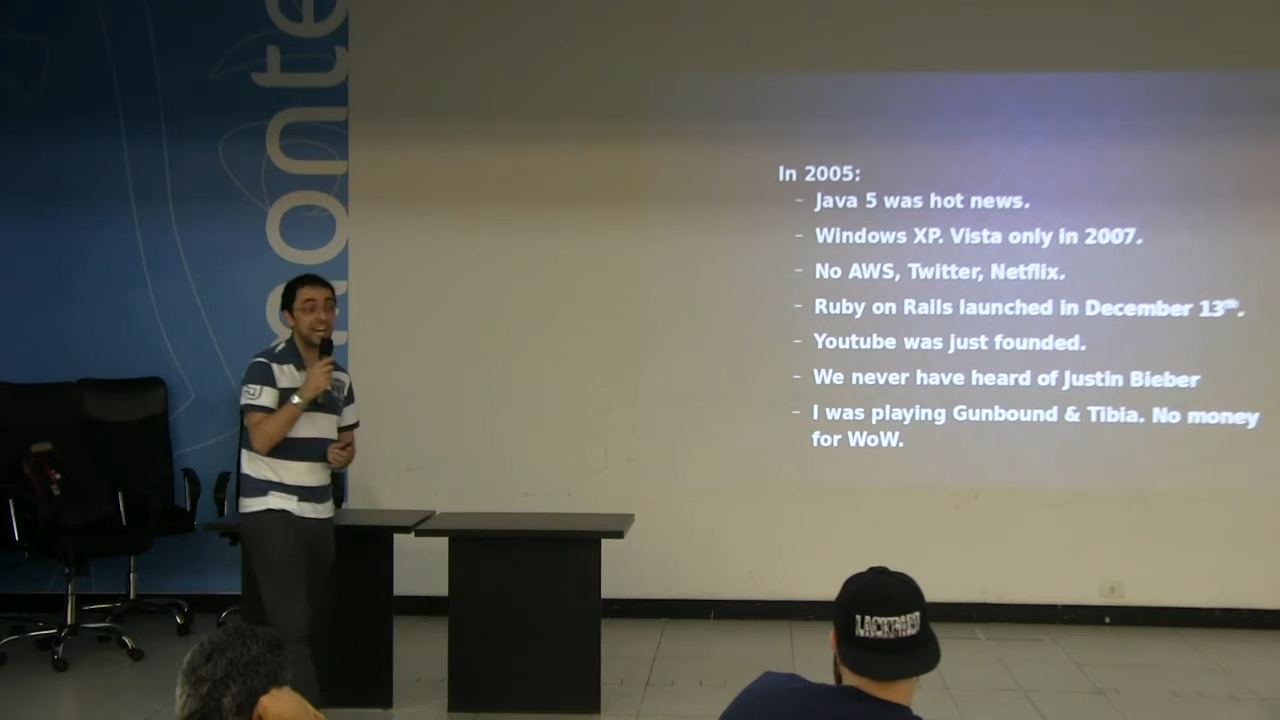 ronte
In 2005:
- Java 5 was hot news.
- Windows XP. Vista only in 2007.
- No AWS, Twitter, Netflix.
- Ruby on Rails launched in December 13th.
- Youtube was just founded.
- We never have heard of Justin Bieber
- I was playing Gunbound & Tibia. No money
for WoW.